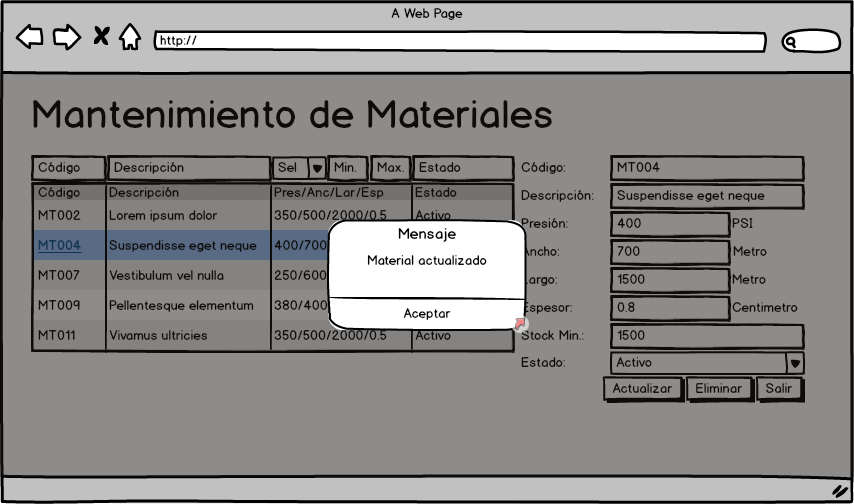 A Web Page
http://
Mantenimiento de Materiales
Código Descripción Sel Min. Max. Estado
Código Descripción Pres/Anc/Lar/Esp Estado
MT002 Lorem ipsum dolor 350/500/2000/0.5 Activo
MT004 Suspendisse eget neque 400/700
MT007 Vestibulum vel nulla 250/600
MT009 Pellentesque elementum 380/400
MT011 Vivamus ultricies 350/500/2000/0.5 Activo
Mensaje
Material actualizado
Aceptar
Código: MT004
Descripción: Suspendisse eget neque
Presión: 400 PSI
Ancho: 700 Metro
Largo: 1500 Metro
Espesor: 0.8 Centimetro
Stock Min.: 1500
Estado: Activo
Actualizar Eliminar Salir